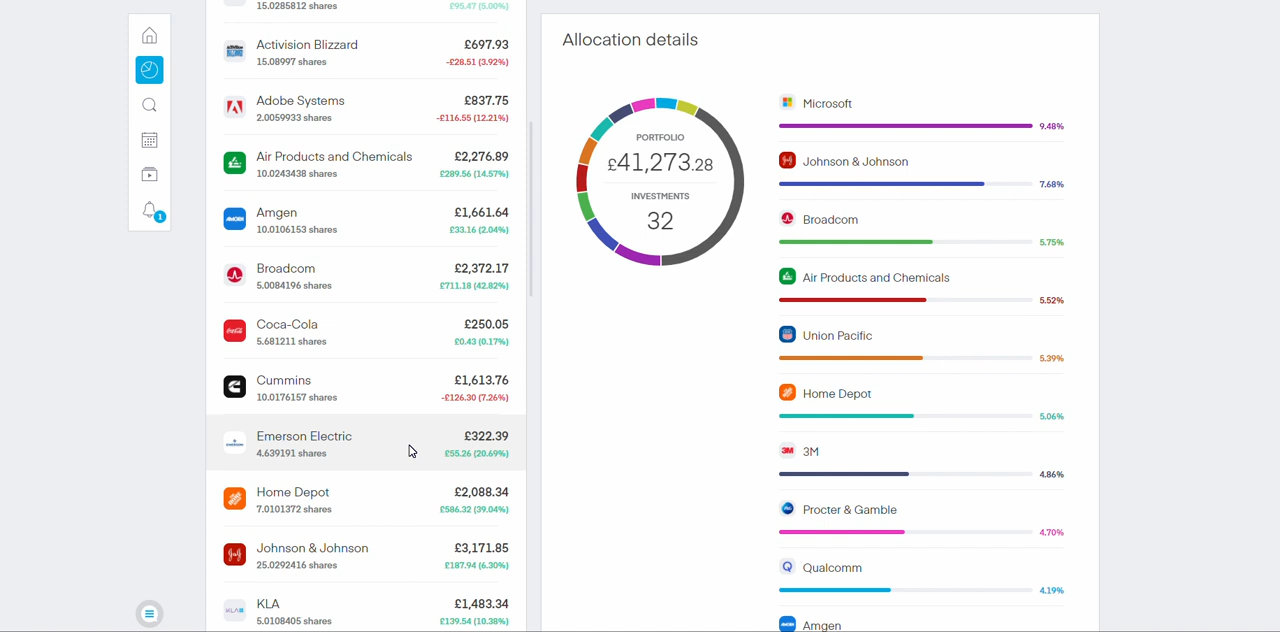 15.0285812 shares £95.47 (5.00%)
Activision Blizzard £697.93
15.08997 shares -£28.51 (3.92%)
Adobe Systems £837.75
2.0059933 shares -£116.55 (12.21%)
Air Products and Chemicals £2,276.89
10.0243438 shares £289.56 (14.57%)
Amgen £1,661.64
10.0106153 shares £33.16 (2.04%)
Broadcom £2,372.17
5.0084196 shares £711.18 (42.82%)
Coca-Cola £250.05
5.681211 shares £0.43 (0.17%)
Cummins £1,613.76
10.0176157 shares -£126.30 (7.26%)
Emerson Electric £322.39
4.639191 shares £55.26 (20.69%)
Home Depot £2,088.34
7.0101372 shares £586.32 (39.04%)
Johnson & Johnson £3,171.85
25.0292416 shares £187.94 (6.30%)
KLA £1,483.34
5.0108405 shares £139.54 (10.38%)
1
Allocation details
PORTFOLIO
£41,273.28
INVESTMENTS
32
Microsoft
9.48%
Johnson & Johnson
7.68%
Broadcom
5.75%
Air Products and Chemicals
5.52%
Union Pacific
5.39%
Home Depot
5.06%
3M
4.86%
Procter & Gamble
4.70%
Qualcomm
4.19%
Amgen